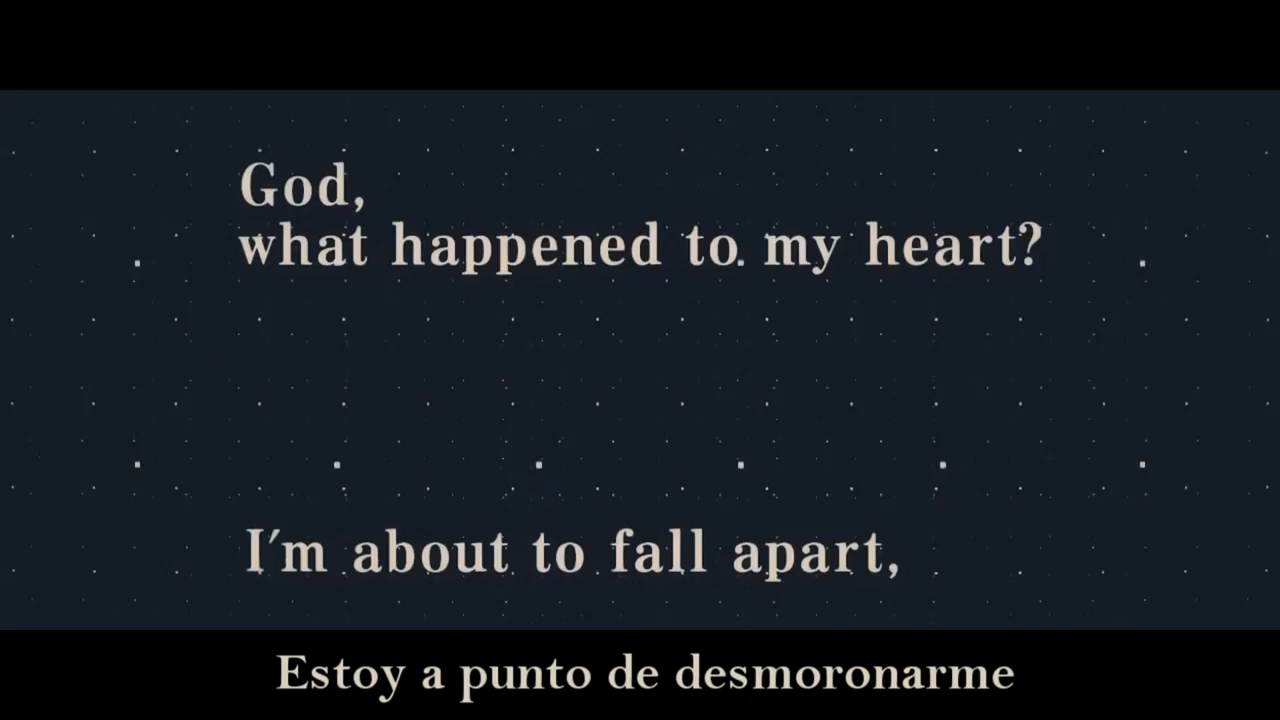 God,
what happened to my heart?
I'm about to fall apart,
Estoy a punto de desmoronarme